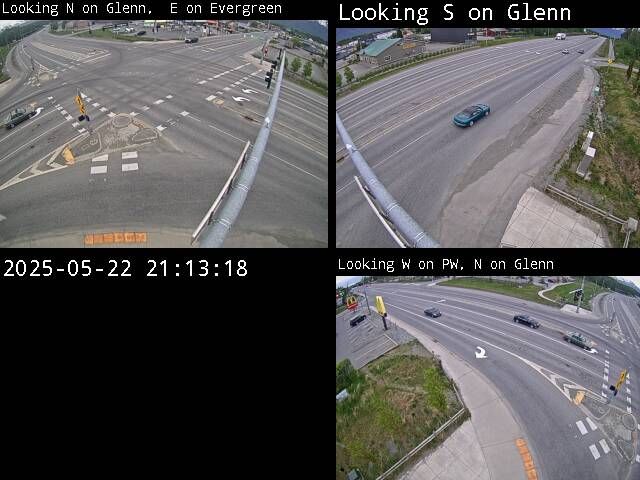 Looking N on Glenn,  E on Evergreen
Looking S on Glenn
2025-05-22 21:13:18
Looking W on PW, N on Glenn